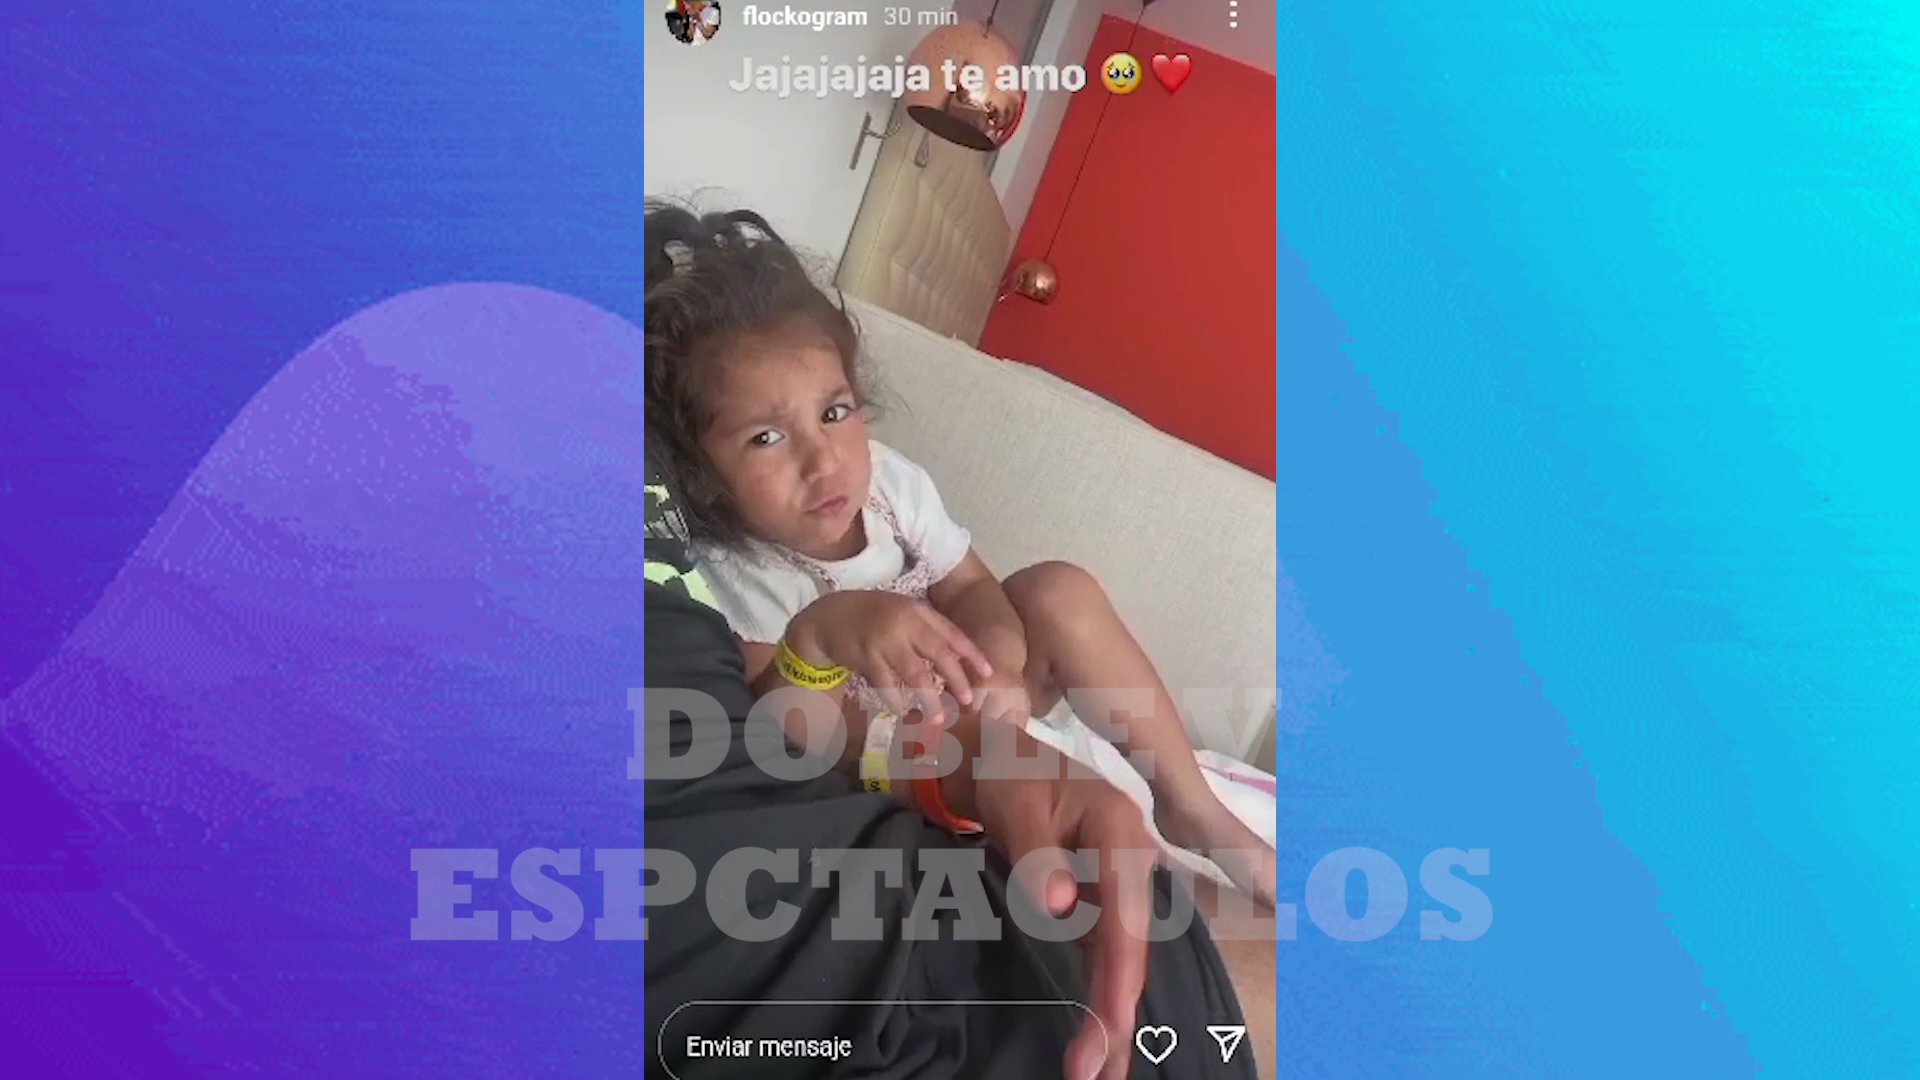 flockogram 30 min
Jajajajaja te amo 🥹❤️
DOBLE V
ESPCTACULOS
Enviar mensaje